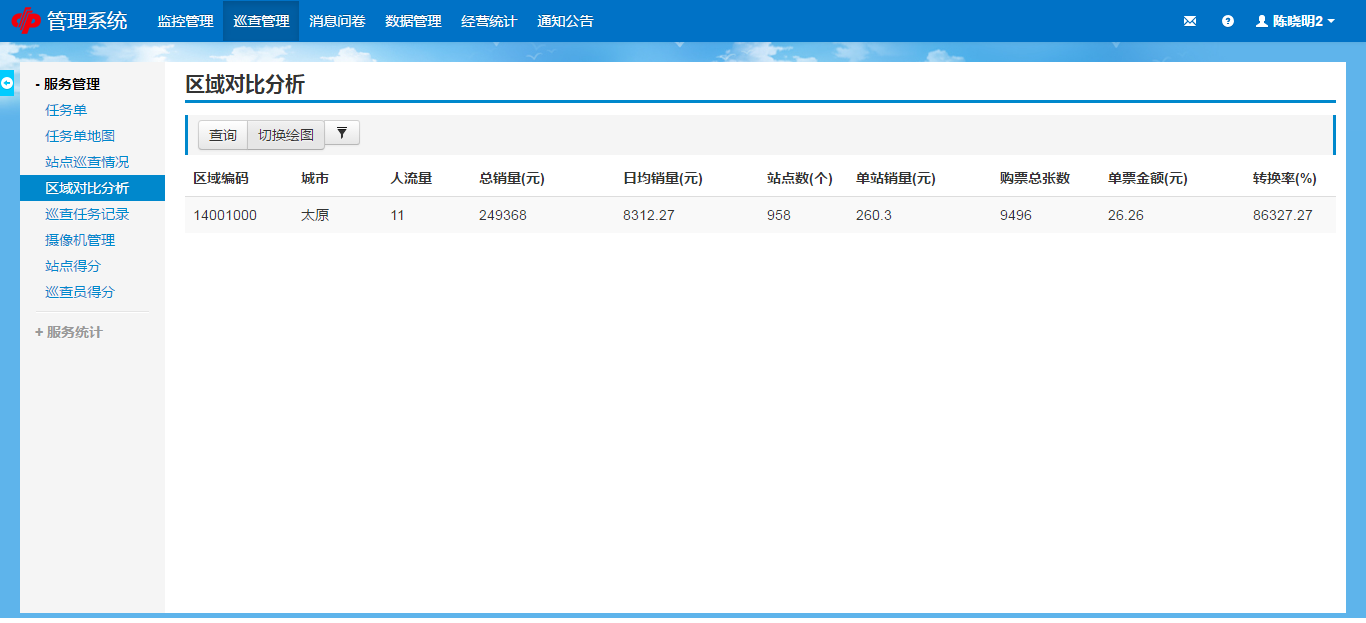 管理系统 监控管理 巡查管理 消息问卷 数据管理 经营统计 通知公告 陈晓明2
- 服务管理
任务单
任务单地图
站点巡查情况
区域对比分析
巡查任务记录
摄像机管理
站点得分
巡查员得分
+ 服务统计
区域对比分析
查询 切换绘图
区域编码 城市 人流量 总销量(元) 日均销量(元) 站点数(个) 单站销量(元) 购票总张数 单票金额(元) 转换率(%)
14001000 太原 11 249368 8312.27 958 260.3 9496 26.26 86327.27